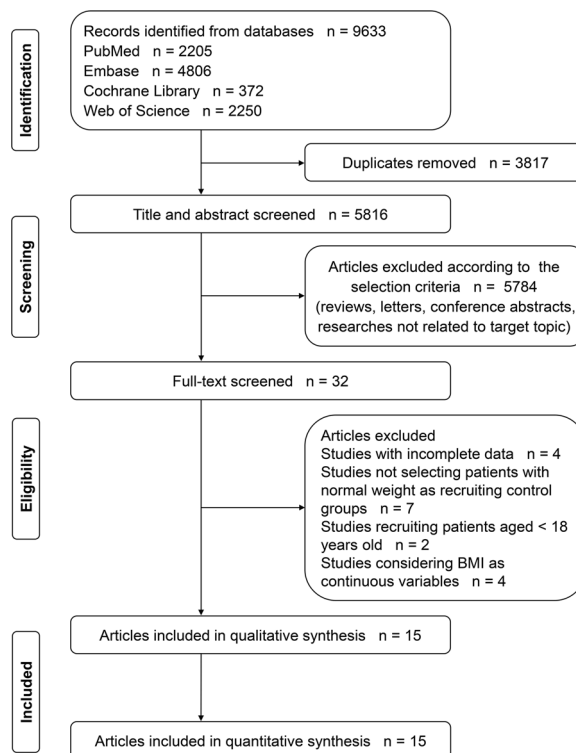 Identification
Records identified from databases n = 9633
PubMed n = 2205
Embase n = 4806
Cochrane Library n = 372
Web of Science n = 2250
Duplicates removed n = 3817
Screening
Title and abstract screened n = 5816
Articles excluded according to the
selection criteria n = 5784
(reviews, letters, conference abstracts,
researches not related to target topic)
Full-text screened n = 32
Eligibility
Articles excluded
Studies with incomplete data n = 4
Studies not selecting patients with
normal weight as recruiting control
groups n = 7
Studies recruiting patients aged < 18
years old n = 2
Studies considering BMI as
continuous variables n = 4
Included
Articles included in qualitative synthesis n = 15
Articles included in quantitative synthesis n = 15